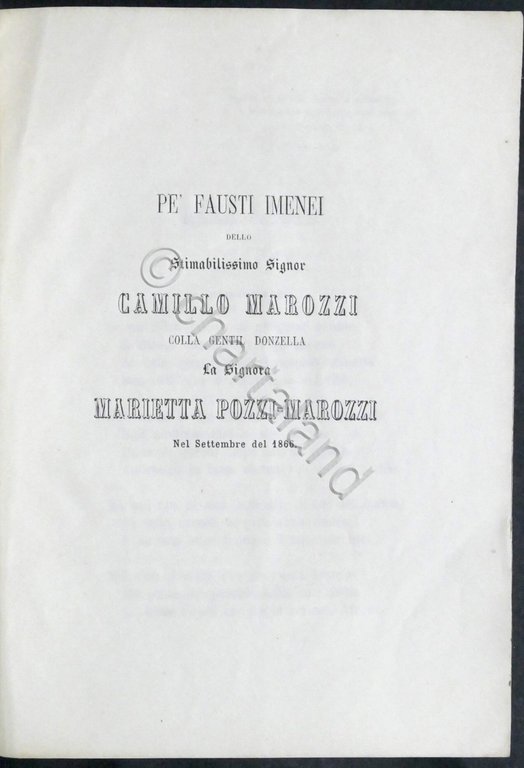 PE' FAUSTI IMENEI
DELLO
Stimabilissimo Signor
CAMILLO MAROZZI
COLLA GENTIL DONZELLA
La Signora
MARIETTA POZZI-MAROZZI
Nel Settembre del 1866.
© Chartaland